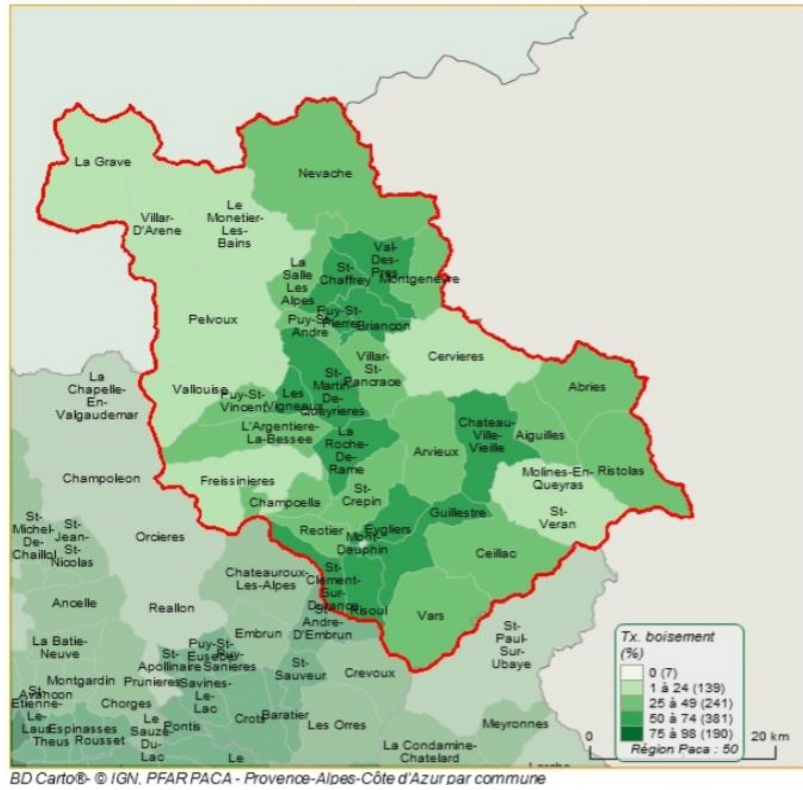 La Grave
Nevache
Villar-
D'Arene
Le
Monetier-
Les-
Bains
Val-
Des-
Pres
La
Salle
Les
Alpes
St-
Chaffrey
Montgenevre
Puy-St-
Pierre
Briançon
Puy-St-
Andre
Pelvoux
Villar-
St-
Pancrace
Cervieres
La
Chapelle-
En-
Valgaudemar
Vallouise
Puy-St-
Vincent
Les
Vigneaux
St-
Martin-
De-
Queyrieres
Abries
L'Argentiere-
La-Bessee
La
Roche-
De-
Rame
Arvieux
Chateau-
Ville-
Vieille
Aiguilles
Ristolas
Champoleon
Freissinieres
Molines-En-
Queyras
Champcella
St-
Crepin
St-
Veran
Guillestre
St-
Michel-
De-
Chaillol
St-
Jean-
St-
Nicolas
Orcieres
Reotier
Mont-
Dauphin
Eygliers
Ceillac
Chateauroux-
Les-Alpes
St-
Clement-
Sur-
Durance
Risoul
Vars
Ancelle
Reallon
St-
Andre-
D'Embrun
St-
Paul-
Sur-
Ubaye
La Batie-
Neuve
Embrun
Puy-St-
Eusebe
Puy-
Sanieres
St-
Apollinaire
St-
Sauveur
Crevoux
Montgardin
Prunieres
Savines-
Le-
Lac
Avancon
St-
Etienne-
Le-
Laus
Chorges
Espinasses
Theus
Rousset
Le
Sauze-
Du-
Lac
Pontis
Crots
Baratier
Les Orres
Meyronnes
La Condamine-
Chatelard
Le
Tx. boisement
(%)
0 (7)
1 à 24 (139)
25 à 49 (241)
50 à 74 (381)
75 à 98 (190)
Région Paca : 50
0 20 km
BD Carto®- © IGN, PFAR PACA - Provence-Alpes-Côte d'Azur par commune